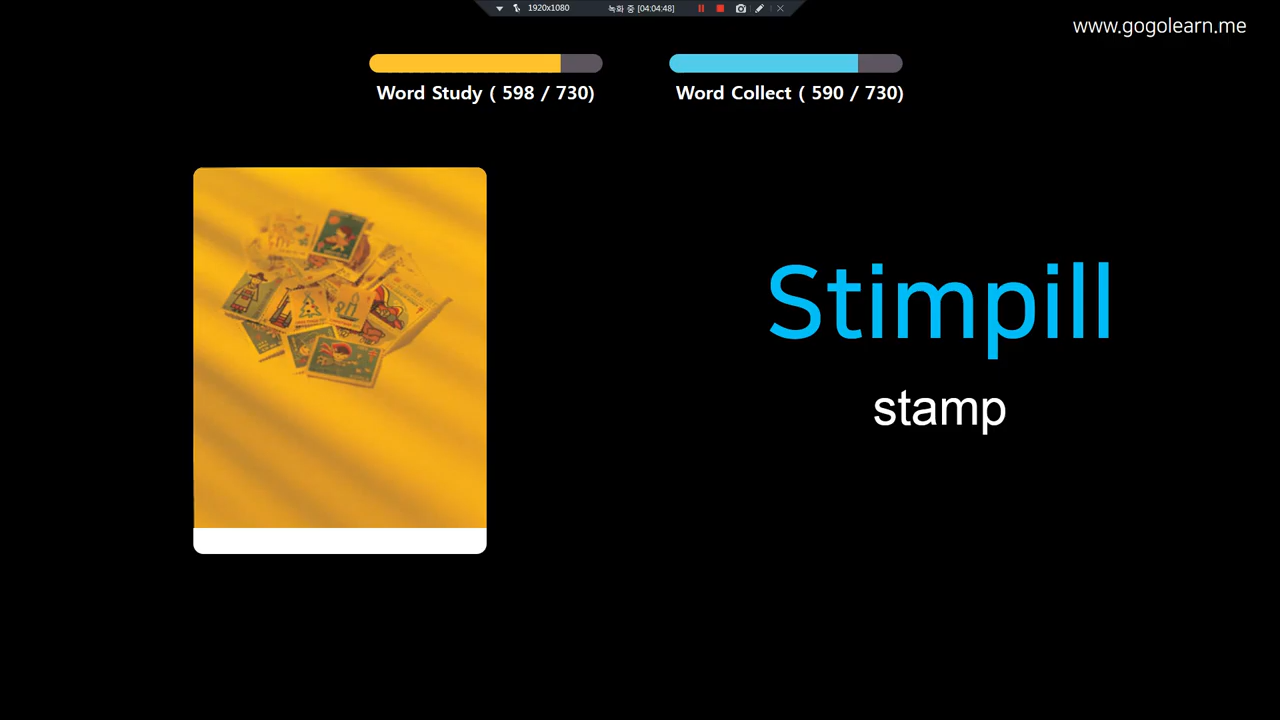 1920x1080
녹화 중 [04:04:48]
www.gogolearn.me
Word Study ( 598 / 730)
Word Collect ( 590 / 730)
Stimpill
stamp